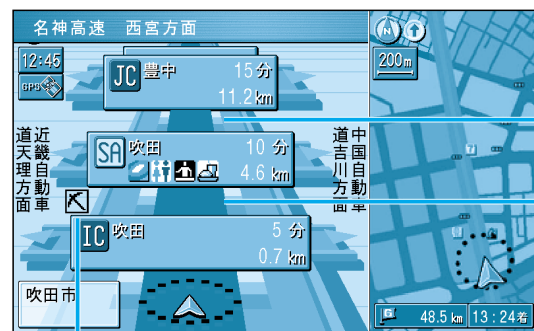 名神高速 西宮方面
12:45
GPS
JC 豊中 15分
11.2km
SA 吹田 10分
4.6km
IC 吹田 5分
0.7km
近畿自動車
道天理方面
中国自動車
道吉川方面
吹田市
N
200m
48.5km
13:24着